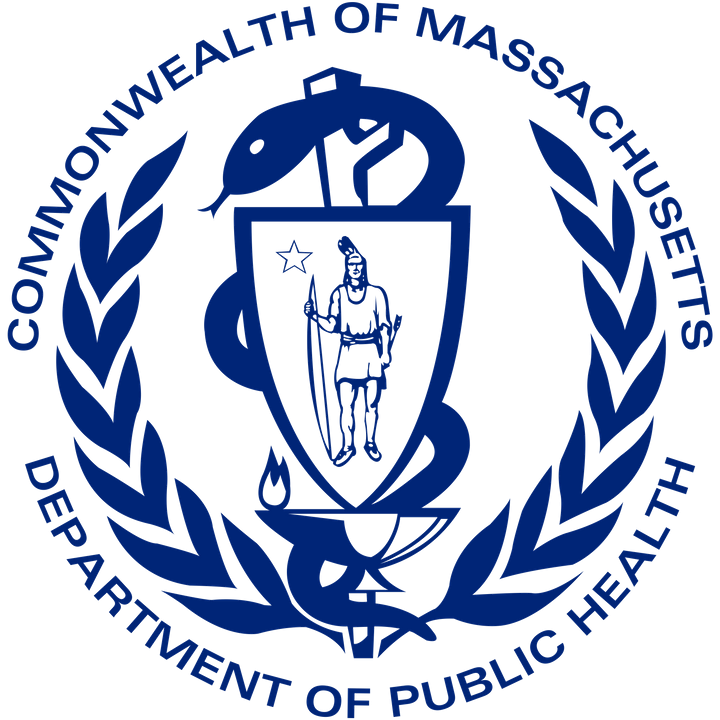 COMMONWEALTH OF MASSACHUSETTS
DEPARTMENT OF PUBLIC HEALTH